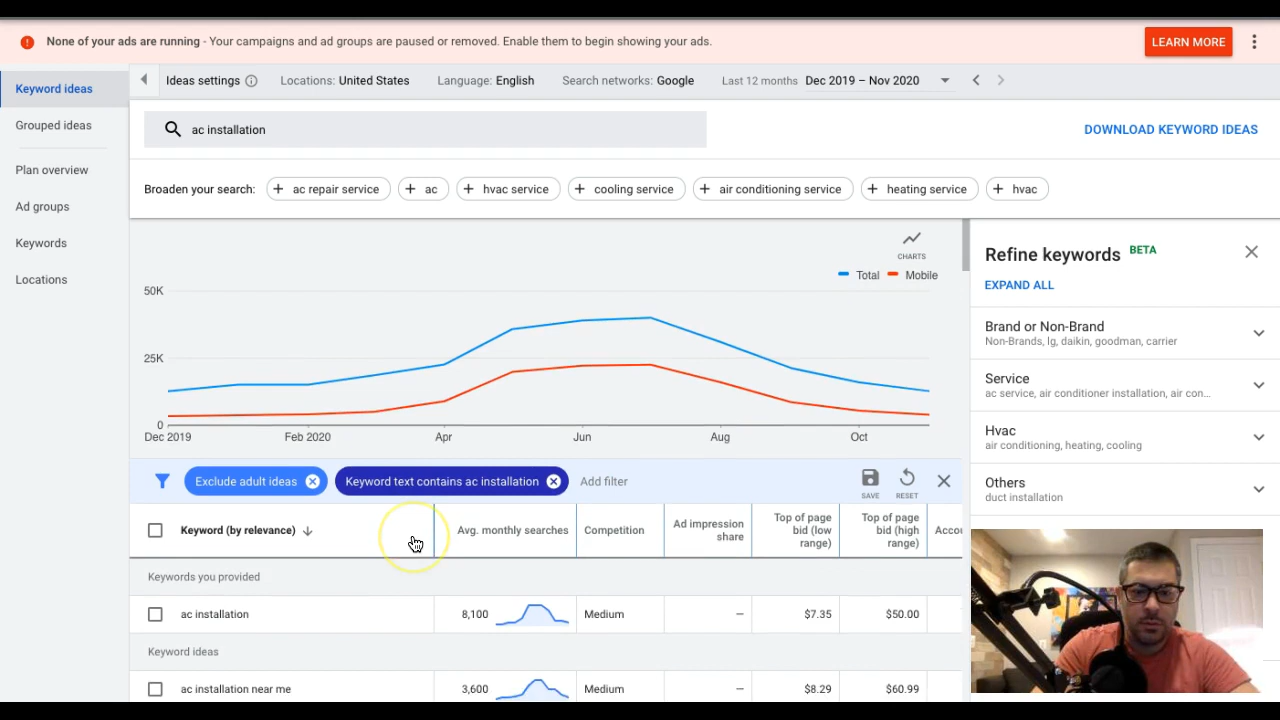 None of your ads are running - Your campaigns and ad groups are paused or removed. Enable them to begin showing your ads.
LEARN MORE
Keyword ideas
Grouped ideas
Plan overview
Ad groups
Keywords
Locations
Ideas settings
Locations: United States
Language: English
Search networks: Google
Last 12 months Dec 2019 – Nov 2020
ac installation
DOWNLOAD KEYWORD IDEAS
Broaden your search:
+ ac repair service
+ ac
+ hvac service
+ cooling service
+ air conditioning service
+ heating service
+ hvac
CHARTS
Total Mobile
50K
25K
0
Dec 2019 Feb 2020 Apr Jun Aug Oct
Exclude adult ideas
Keyword text contains ac installation
Add filter
SAVE
RESET
Keyword (by relevance)
Avg. monthly searches
Competition
Ad impression
share
Top of page
bid (low
range)
Top of page
bid (high
range)
Accou
Keywords you provided
ac installation 8,100 Medium – $7.35 $50.00
Keyword ideas
ac installation near me 3,600 Medium – $8.29 $60.99
Refine keywords BETA
EXPAND ALL
Brand or Non-Brand
Non-Brands, lg, daikin, goodman, carrier
Service
ac service, air conditioner installation, air con...
Hvac
air conditioning, heating, cooling
Others
duct installation